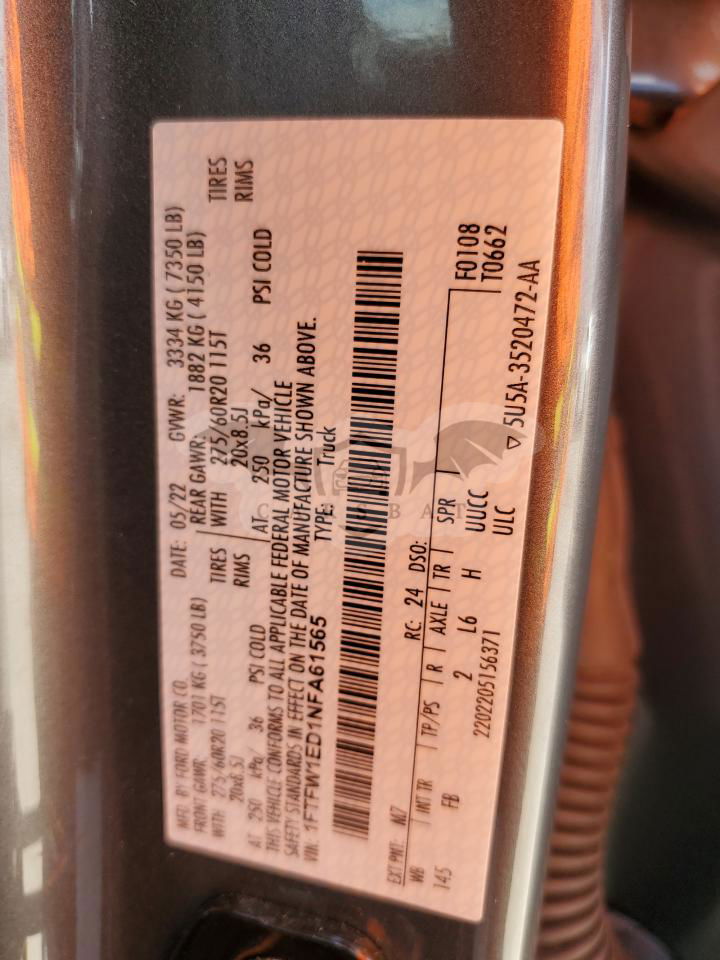 MFD. BY FORD MOTOR CO. DATE: 05/22 GVWR: 3334 KG ( 7350 LB)
FRONT GAWR: 1701 KG ( 3750 LB) REAR GAWR: 1882 KG ( 4150 LB)
WITH 275/60R20 115T TIRES WITH 275/60R20 115T TIRES
20x8.5J RIMS 20x8.5J RIMS
AT 250 kPa/ 36 PSI COLD AT 250 kPa/ 36 PSI COLD
THIS VEHICLE CONFORMS TO ALL APPLICABLE FEDERAL MOTOR VEHICLE
SAFETY STANDARDS IN EFFECT ON THE DATE OF MANUFACTURE SHOWN ABOVE.
VIN: 1FTFW1ED1NFA61565 TYPE: Truck
EXT PNT: M7 RC: 24 DSO: F0108
WB INT TR TP/PS R AXLE TR SPR T0662
145 FB 2 L6 H UUCC
ULC
2202205156371 ▽ 5U5A-3520472-AA